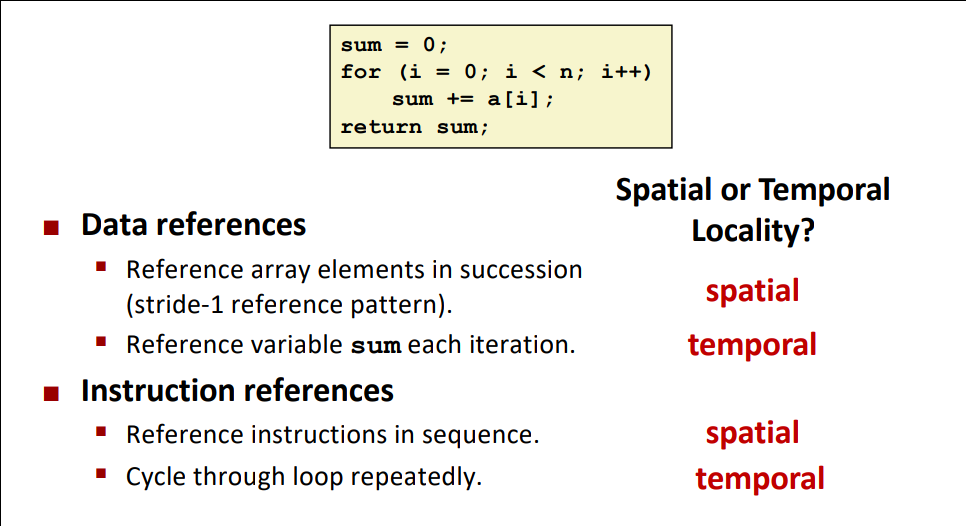 sum = 0;
for (i = 0; i < n; i++)
    sum += a[i];
return sum;
Spatial or Temporal
Locality?
■ Data references
▪ Reference array elements in succession
(stride-1 reference pattern).
spatial
▪ Reference variable sum each iteration.
temporal
■ Instruction references
▪ Reference instructions in sequence.
spatial
▪ Cycle through loop repeatedly.
temporal